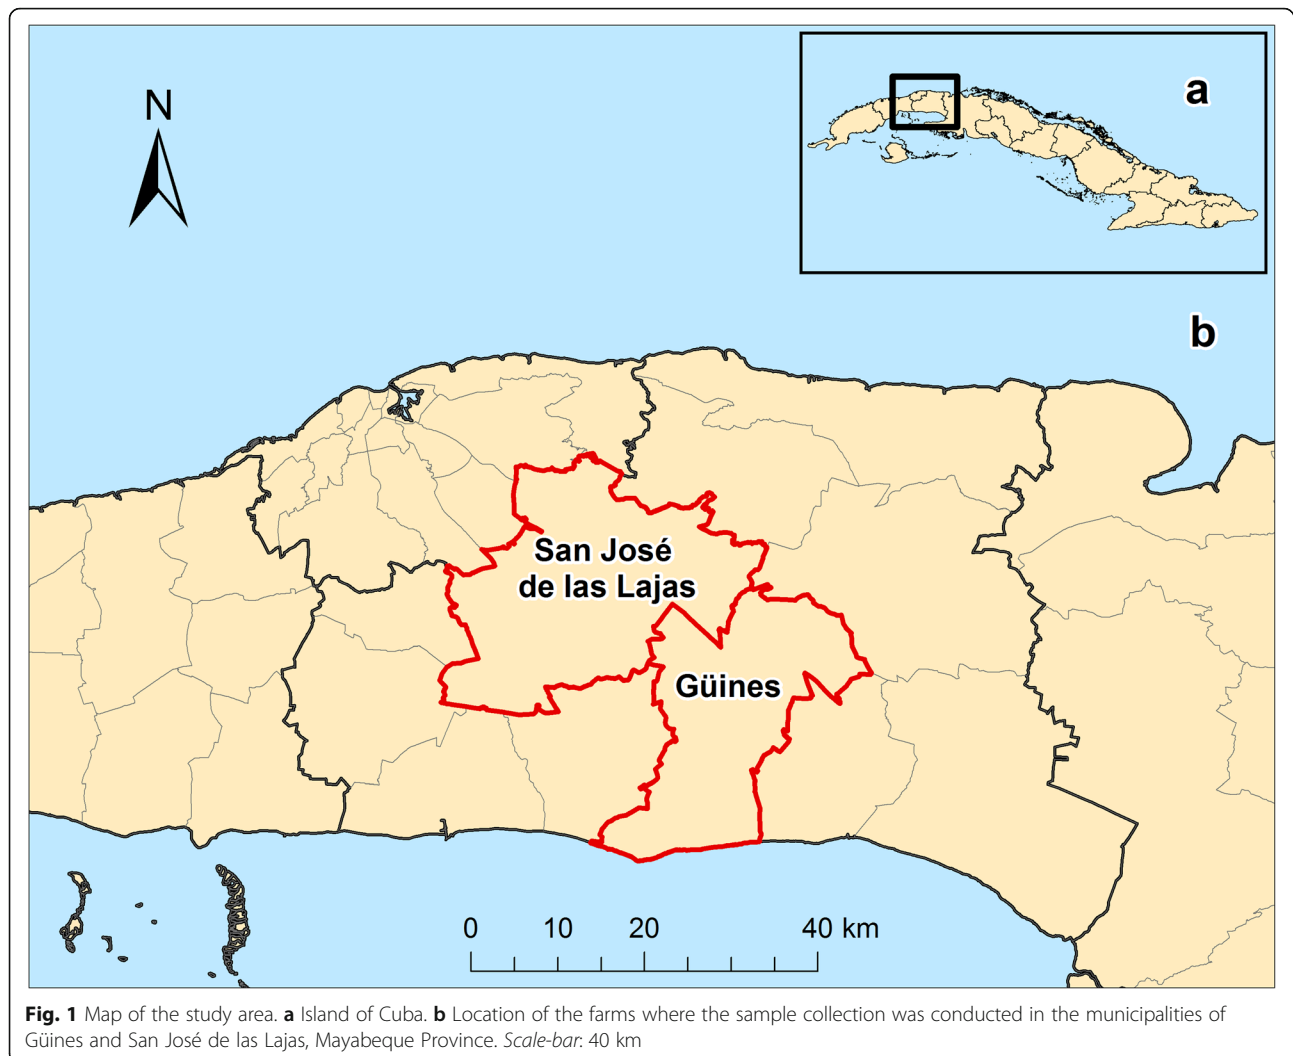 N
a
b
San José
de las Lajas
Güines
0 10 20 40 km
Fig. 1 Map of the study area. a Island of Cuba. b Location of the farms where the sample collection was conducted in the municipalities of
Güines and San José de las Lajas, Mayabeque Province. Scale-bar: 40 km